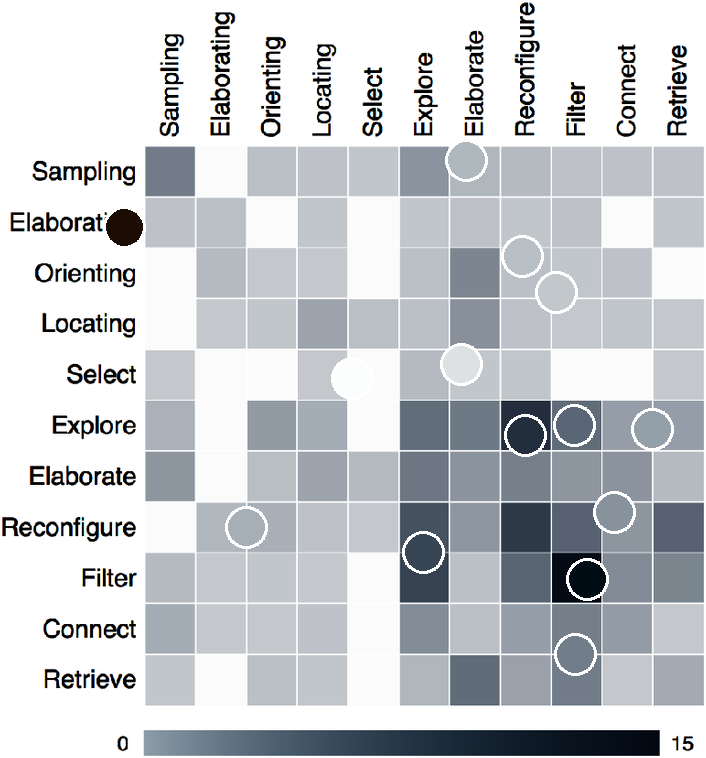 Sampling
Elaborating
Orienting
Locating
Select
Explore
Elaborate
Reconfigure
Filter
Connect
Retrieve
Sampling
Orienting
Locating
Select
Explore
Elaborate
Reconfigure
Filter
Connect
Retrieve
0 15